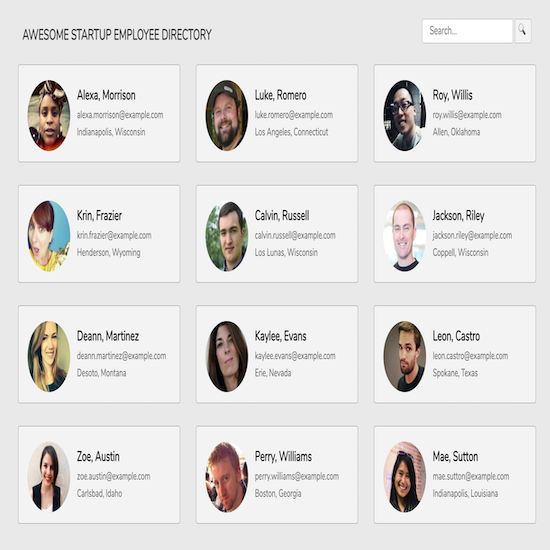 AWESOME STARTUP EMPLOYEE DIRECTORY
Search...
Alexa, Morrison
alexa.morrison@example.com
Indianapolis, Wisconsin
Luke, Romero
luke.romero@example.com
Los Angeles, Connecticut
Roy, Willis
roy.willis@example.com
Allen, Oklahoma
Krin, Frazier
krin.frazier@example.com
Henderson, Wyoming
Calvin, Russell
calvin.russell@example.com
Los Lunas, Wisconsin
Jackson, Riley
jackson.riley@example.com
Coppell, Wisconsin
Deann, Martinez
deann.martinez@example.com
Desoto, Montana
Kaylee, Evans
kaylee.evans@example.com
Erie, Nevada
Leon, Castro
leon.castro@example.com
Spokane, Texas
Zoe, Austin
zoe.austin@example.com
Carlsbad, Idaho
Perry, Williams
perry.williams@example.com
Boston, Georgia
Mae, Sutton
mae.sutton@example.com
Indianapolis, Louisiana